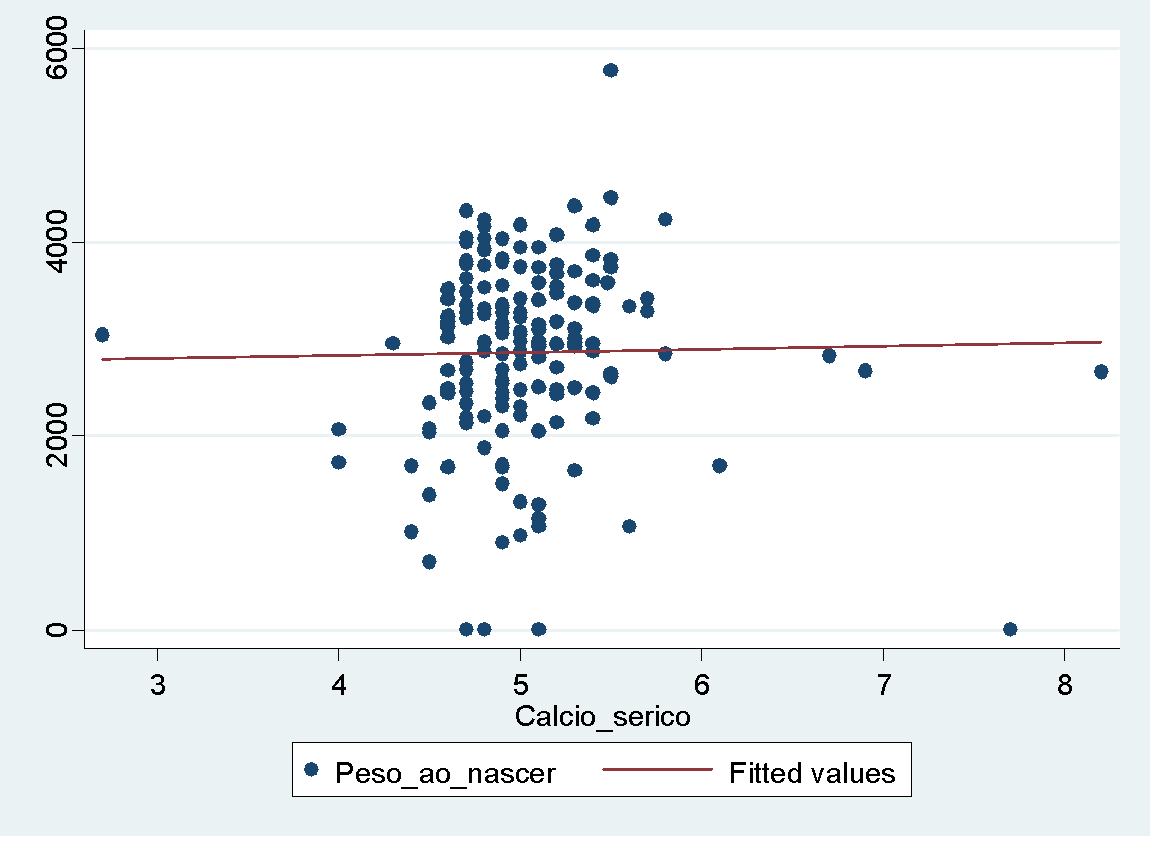 6000
4000
2000
0
3 4 5 6 7 8
Calcio_serico
Peso_ao_nascer Fitted values